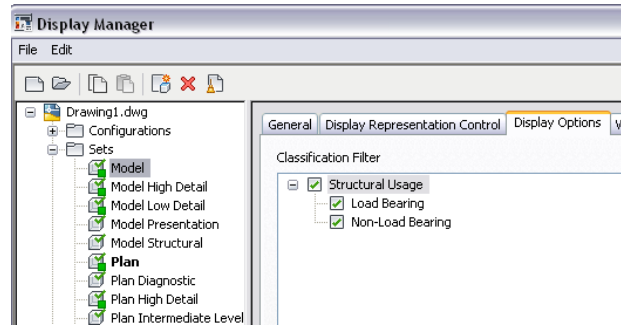 Display Manager
File Edit
Drawing1.dwg
Configurations
Sets
Model
Model High Detail
Model Low Detail
Model Presentation
Model Structural
Plan
Plan Diagnostic
Plan High Detail
Plan Intermediate Level
General Display Representation Control Display Options
Classification Filter
Structural Usage
Load Bearing
Non-Load Bearing